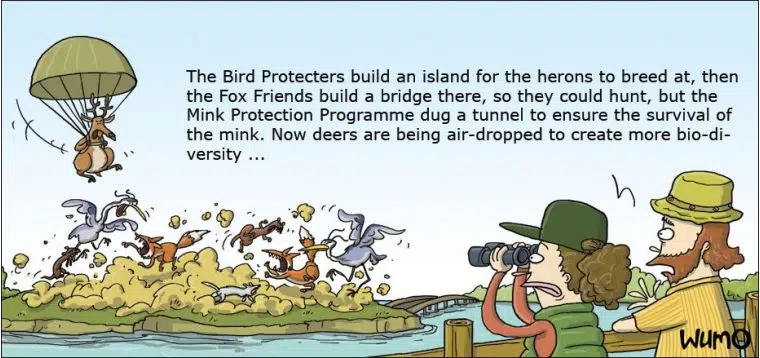 The Bird Protecters build an island for the herons to breed at, then
the Fox Friends build a bridge there, so they could hunt, but the
Mink Protection Programme dug a tunnel to ensure the survival of
the mink. Now deers are being air-dropped to create more bio-di-
versity ...
WUMO